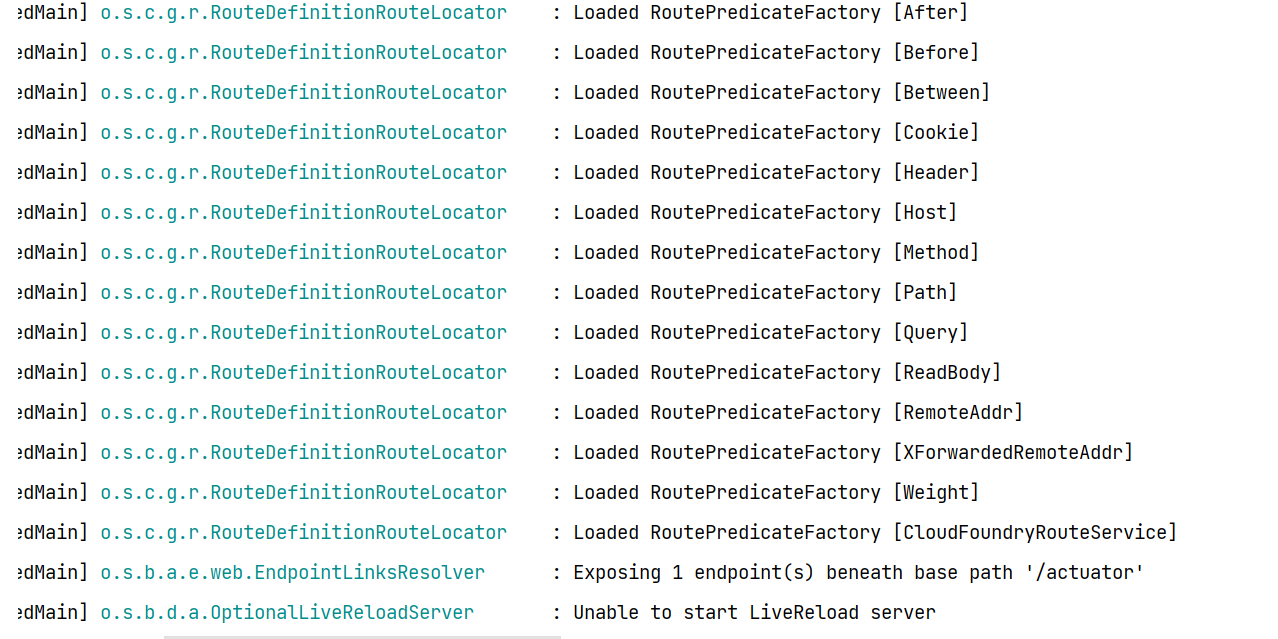 edMain] o.s.c.g.r.RouteDefinitionRouteLocator : Loaded RoutePredicateFactory [After]
edMain] o.s.c.g.r.RouteDefinitionRouteLocator : Loaded RoutePredicateFactory [Before]
edMain] o.s.c.g.r.RouteDefinitionRouteLocator : Loaded RoutePredicateFactory [Between]
edMain] o.s.c.g.r.RouteDefinitionRouteLocator : Loaded RoutePredicateFactory [Cookie]
edMain] o.s.c.g.r.RouteDefinitionRouteLocator : Loaded RoutePredicateFactory [Header]
edMain] o.s.c.g.r.RouteDefinitionRouteLocator : Loaded RoutePredicateFactory [Host]
edMain] o.s.c.g.r.RouteDefinitionRouteLocator : Loaded RoutePredicateFactory [Method]
edMain] o.s.c.g.r.RouteDefinitionRouteLocator : Loaded RoutePredicateFactory [Path]
edMain] o.s.c.g.r.RouteDefinitionRouteLocator : Loaded RoutePredicateFactory [Query]
edMain] o.s.c.g.r.RouteDefinitionRouteLocator : Loaded RoutePredicateFactory [ReadBody]
edMain] o.s.c.g.r.RouteDefinitionRouteLocator : Loaded RoutePredicateFactory [RemoteAddr]
edMain] o.s.c.g.r.RouteDefinitionRouteLocator : Loaded RoutePredicateFactory [XForwardedRemoteAddr]
edMain] o.s.c.g.r.RouteDefinitionRouteLocator : Loaded RoutePredicateFactory [Weight]
edMain] o.s.c.g.r.RouteDefinitionRouteLocator : Loaded RoutePredicateFactory [CloudFoundryRouteService]
edMain] o.s.b.a.e.web.EndpointLinksResolver : Exposing 1 endpoint(s) beneath base path '/actuator'
edMain] o.s.b.d.a.OptionalLiveReloadServer : Unable to start LiveReload server